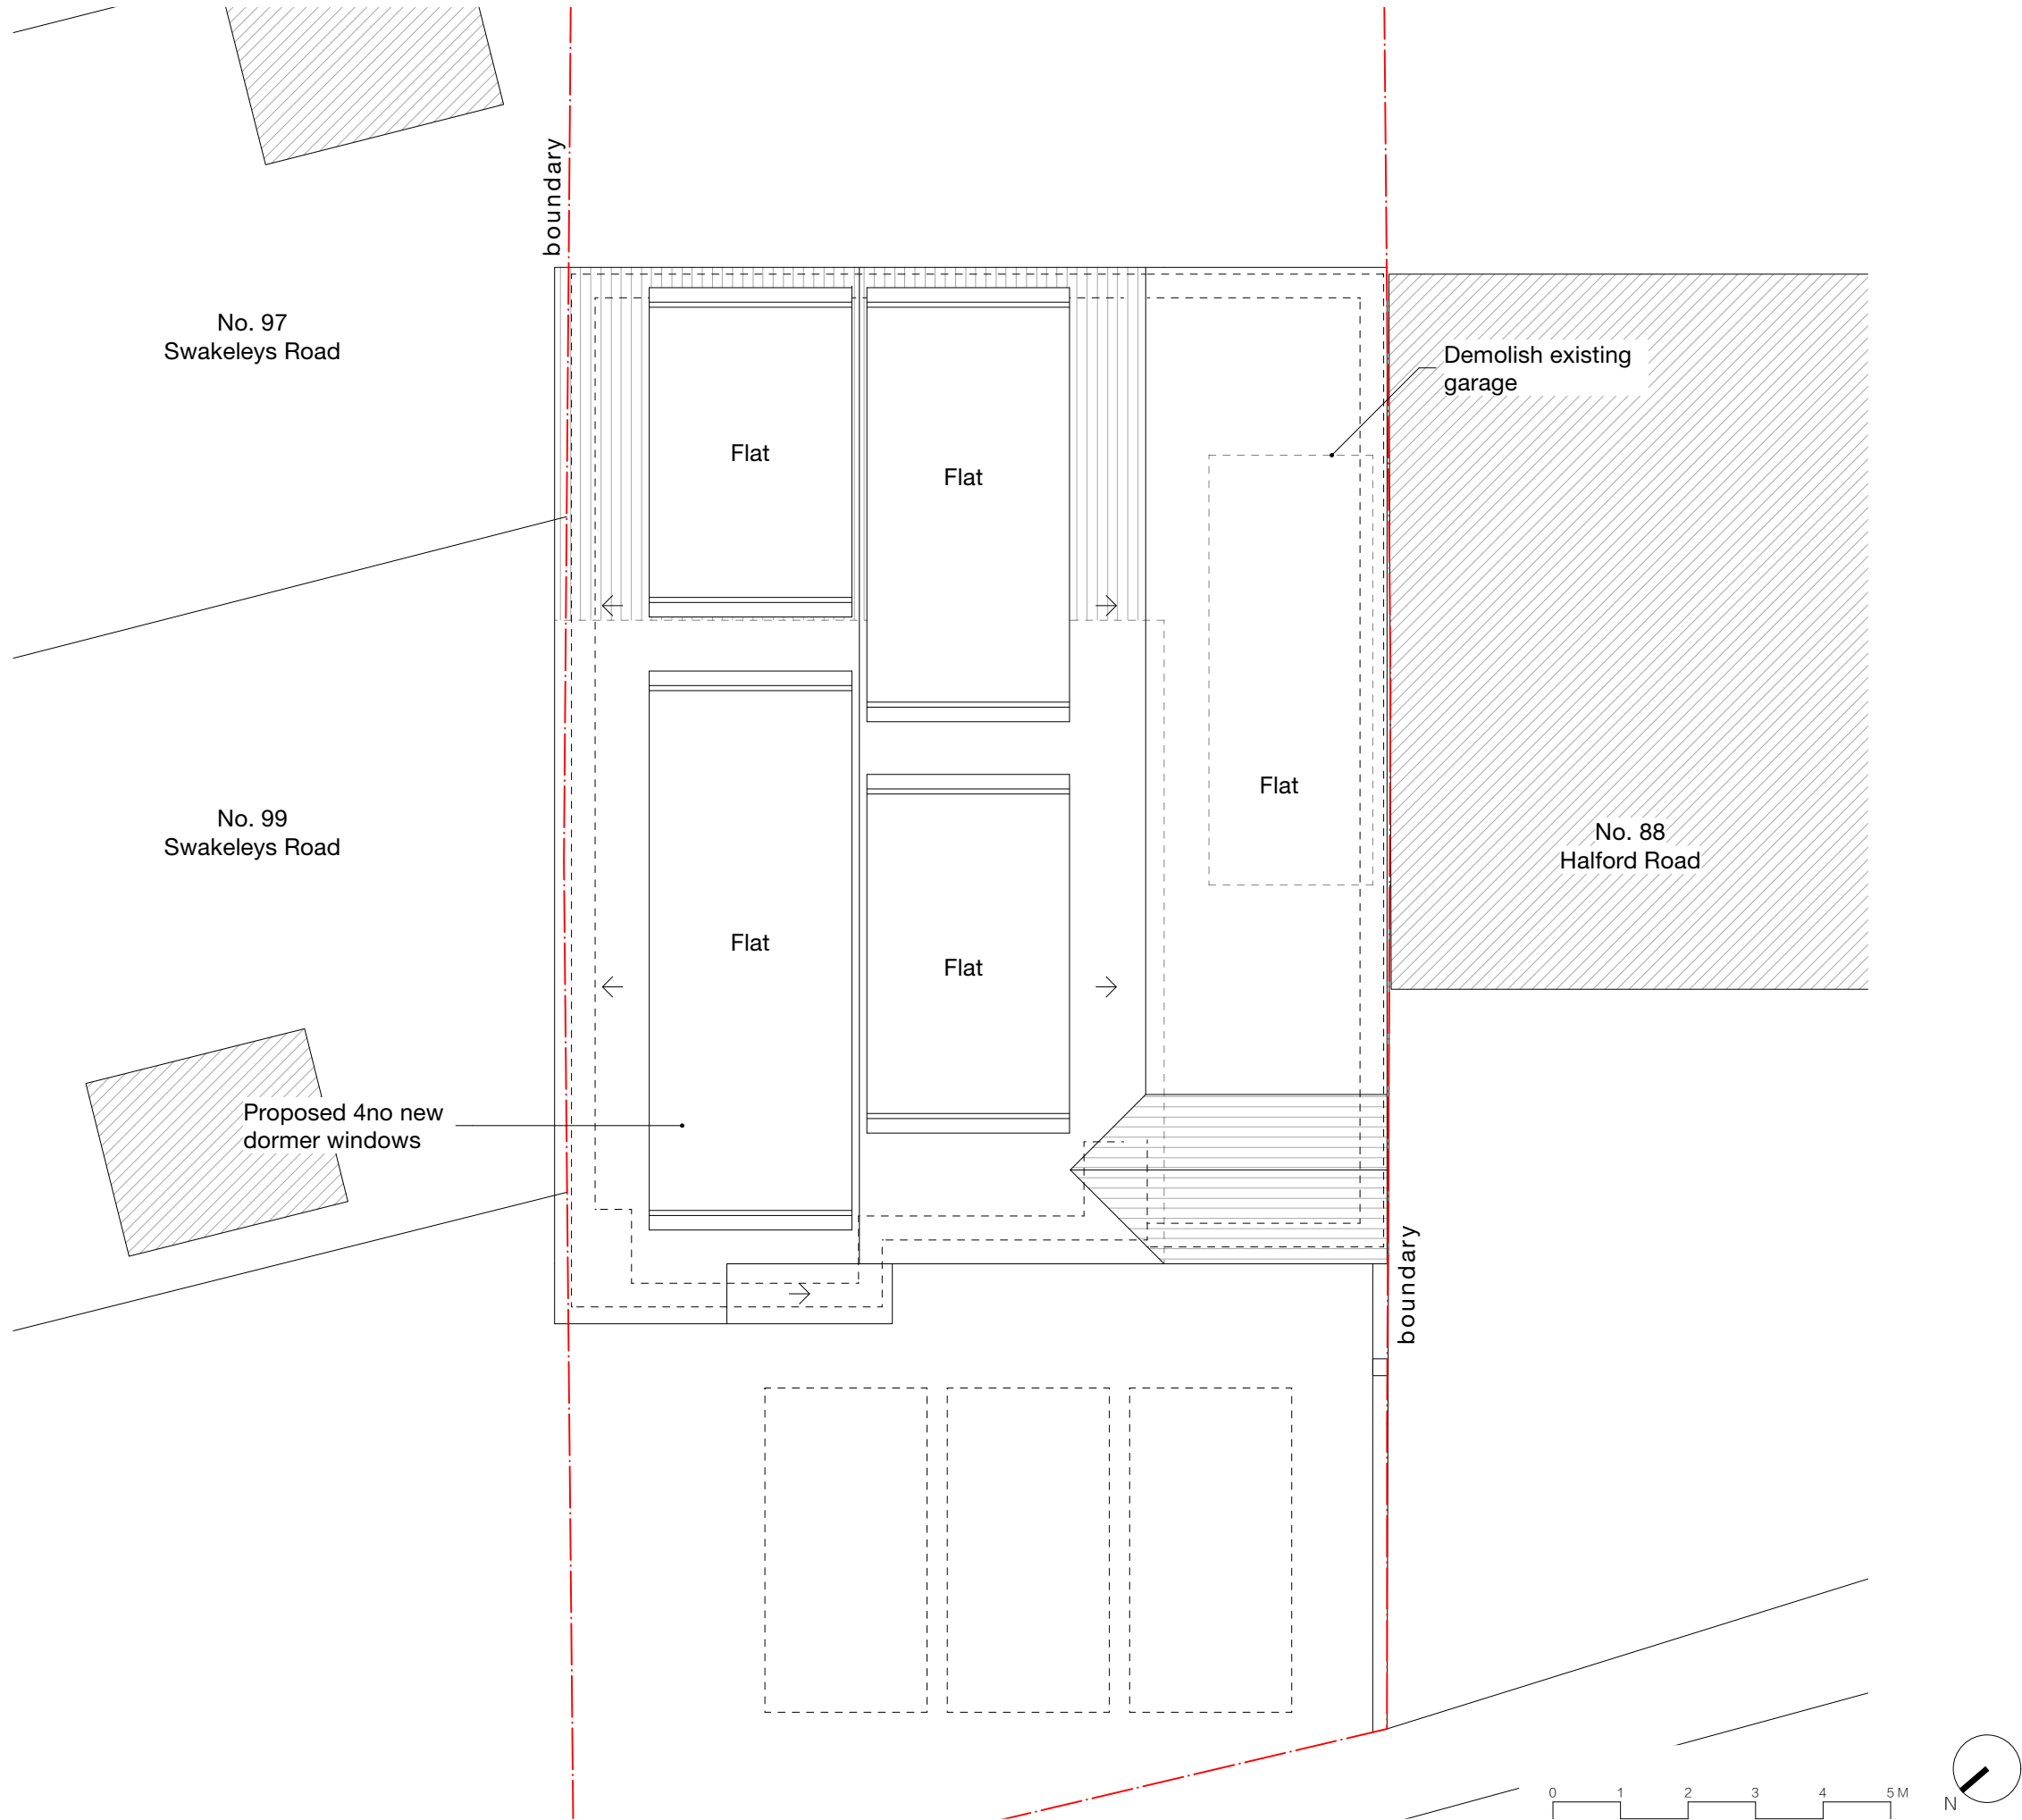 boundary
No. 97
Swakeleys Road
Demolish existing
garage
Flat
Flat
Flat
No. 99
Swakeleys Road
No. 88
Halford Road
Flat
Flat
Proposed 4no new
dormer windows
boundary
0 1 2 3 4 5 M
N